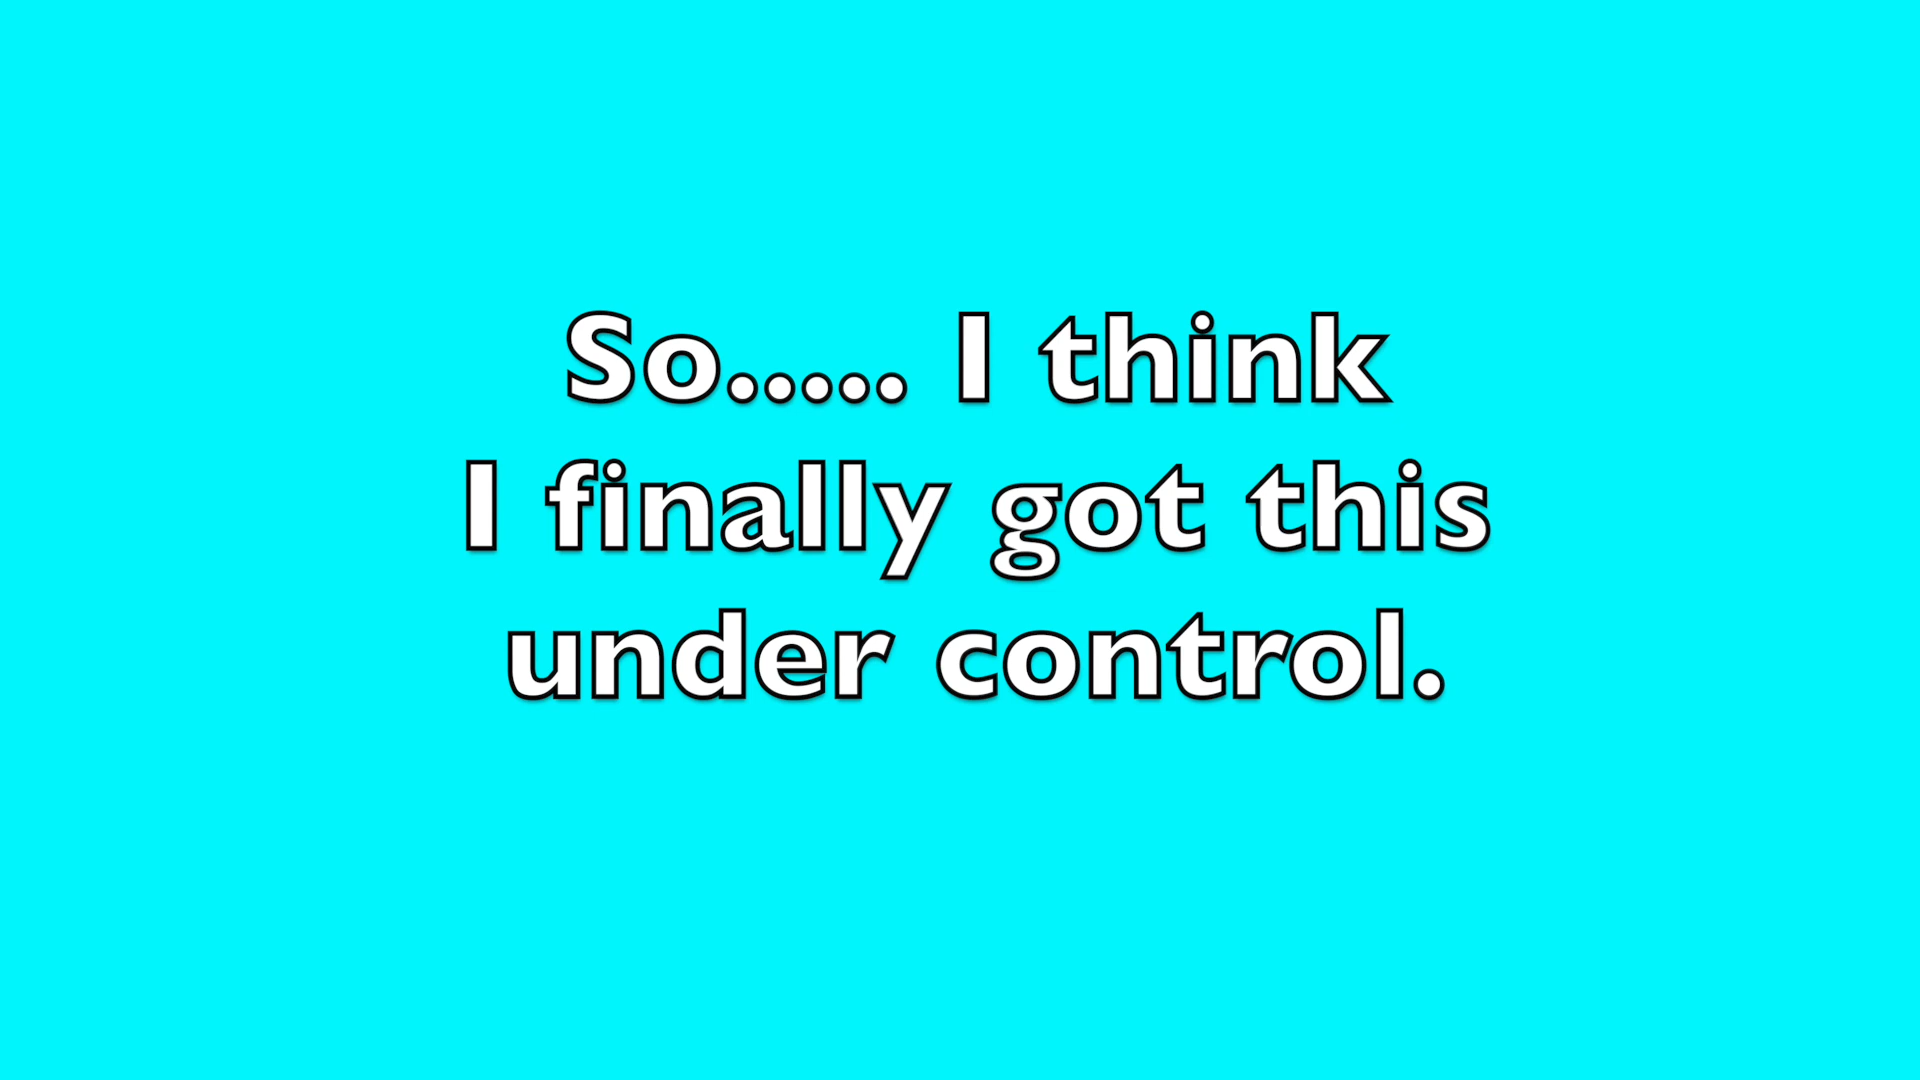 So..... I think
I finally got this
under control.